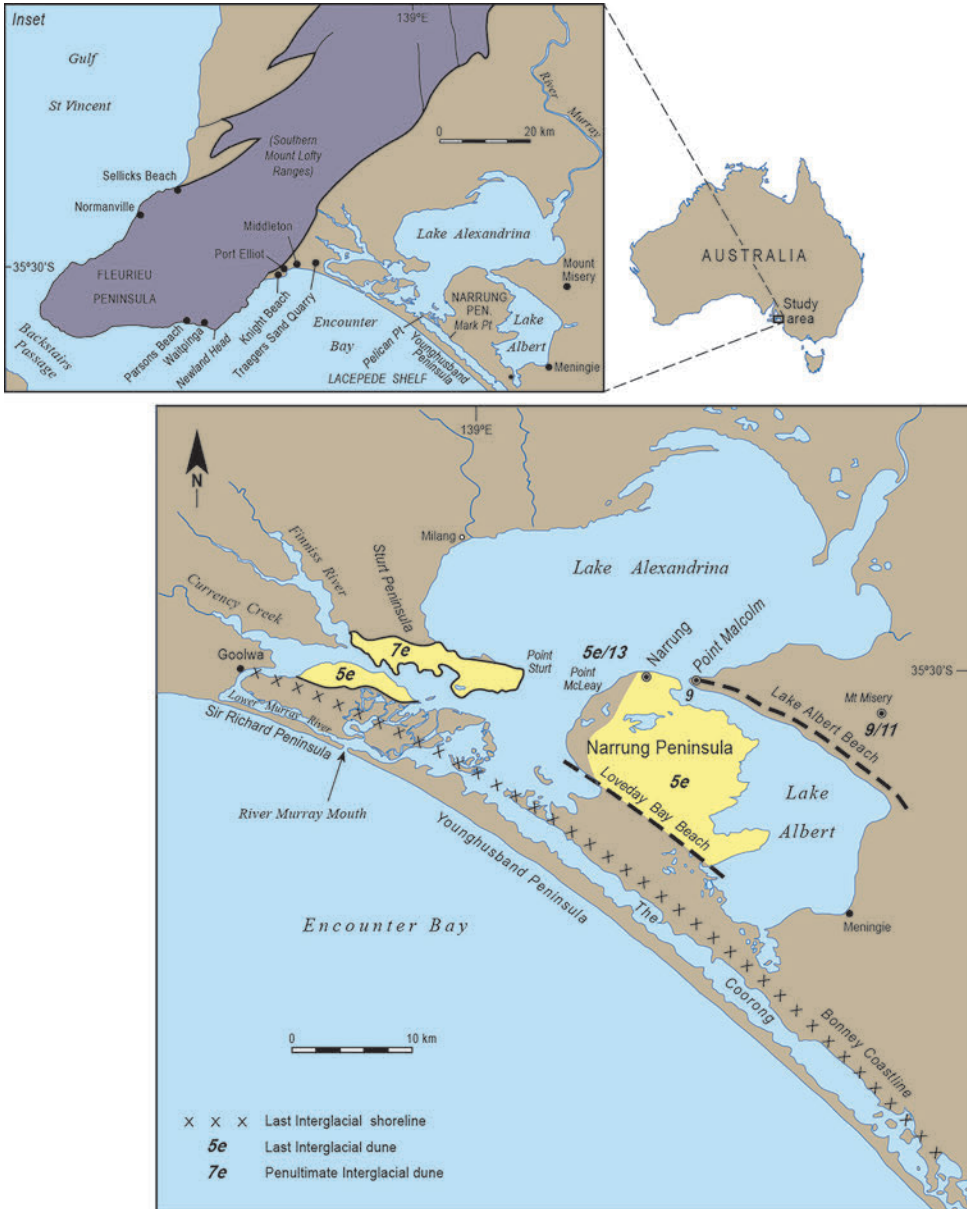 Inset
139°E
Gulf
St Vincent
River Murray
0 20 km
(Southern
Mount Lofty
Ranges)
Sellicks Beach
Normanville
Middleton
Lake Alexandrina
Port Elliot
35°30'S
Mount
Misery
FLEURIEU
PENINSULA
NARRUNG
PEN.
Mark Pt
Encounter
Bay
Lake
Albert
Backstairs
Passage
Parsons Beach
Waitpinga
Newland Head
Knight Beach
Traegers Sand Quarry
Pelican Pt
Younghusband
Peninsula
Meningie
LACEPEDE SHELF
AUSTRALIA
Study
area
139°E
N
Milang
Finniss River
Sturt Peninsula
Lake Alexandrina
Currency Creek
Goolwa
7e
5e
Point
Sturt
5e/13
Point
McLeay
Narrung
Point Malcolm
9
35°30'S
Lake Albert Beach
Mt Misery
9/11
Lower Murray River
Sir Richard Peninsula
Narrung Peninsula
5e
Loveday Bay Beach
Lake
Albert
River Murray Mouth
Younghusband Peninsula
The
Coorong
Meningie
Encounter Bay
Bonney Coastline
0 10 km
X X X Last Interglacial shoreline
5e Last Interglacial dune
7e Penultimate Interglacial dune